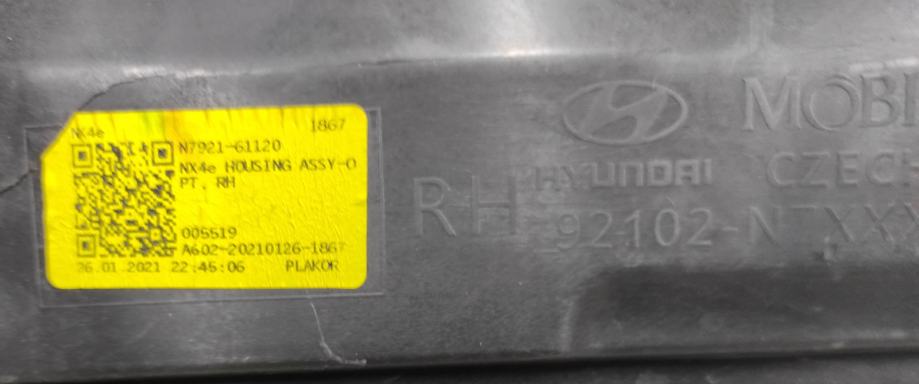 NX4e 1867
N7921-61120
NX4e HOUSING ASSY-O
PT. RH
005519
A602-20210126-1867
26.01.2021 22:45:06 PLAKOR
RH
HYUNDAI
92102-N7XXX
MOBI
CZECH